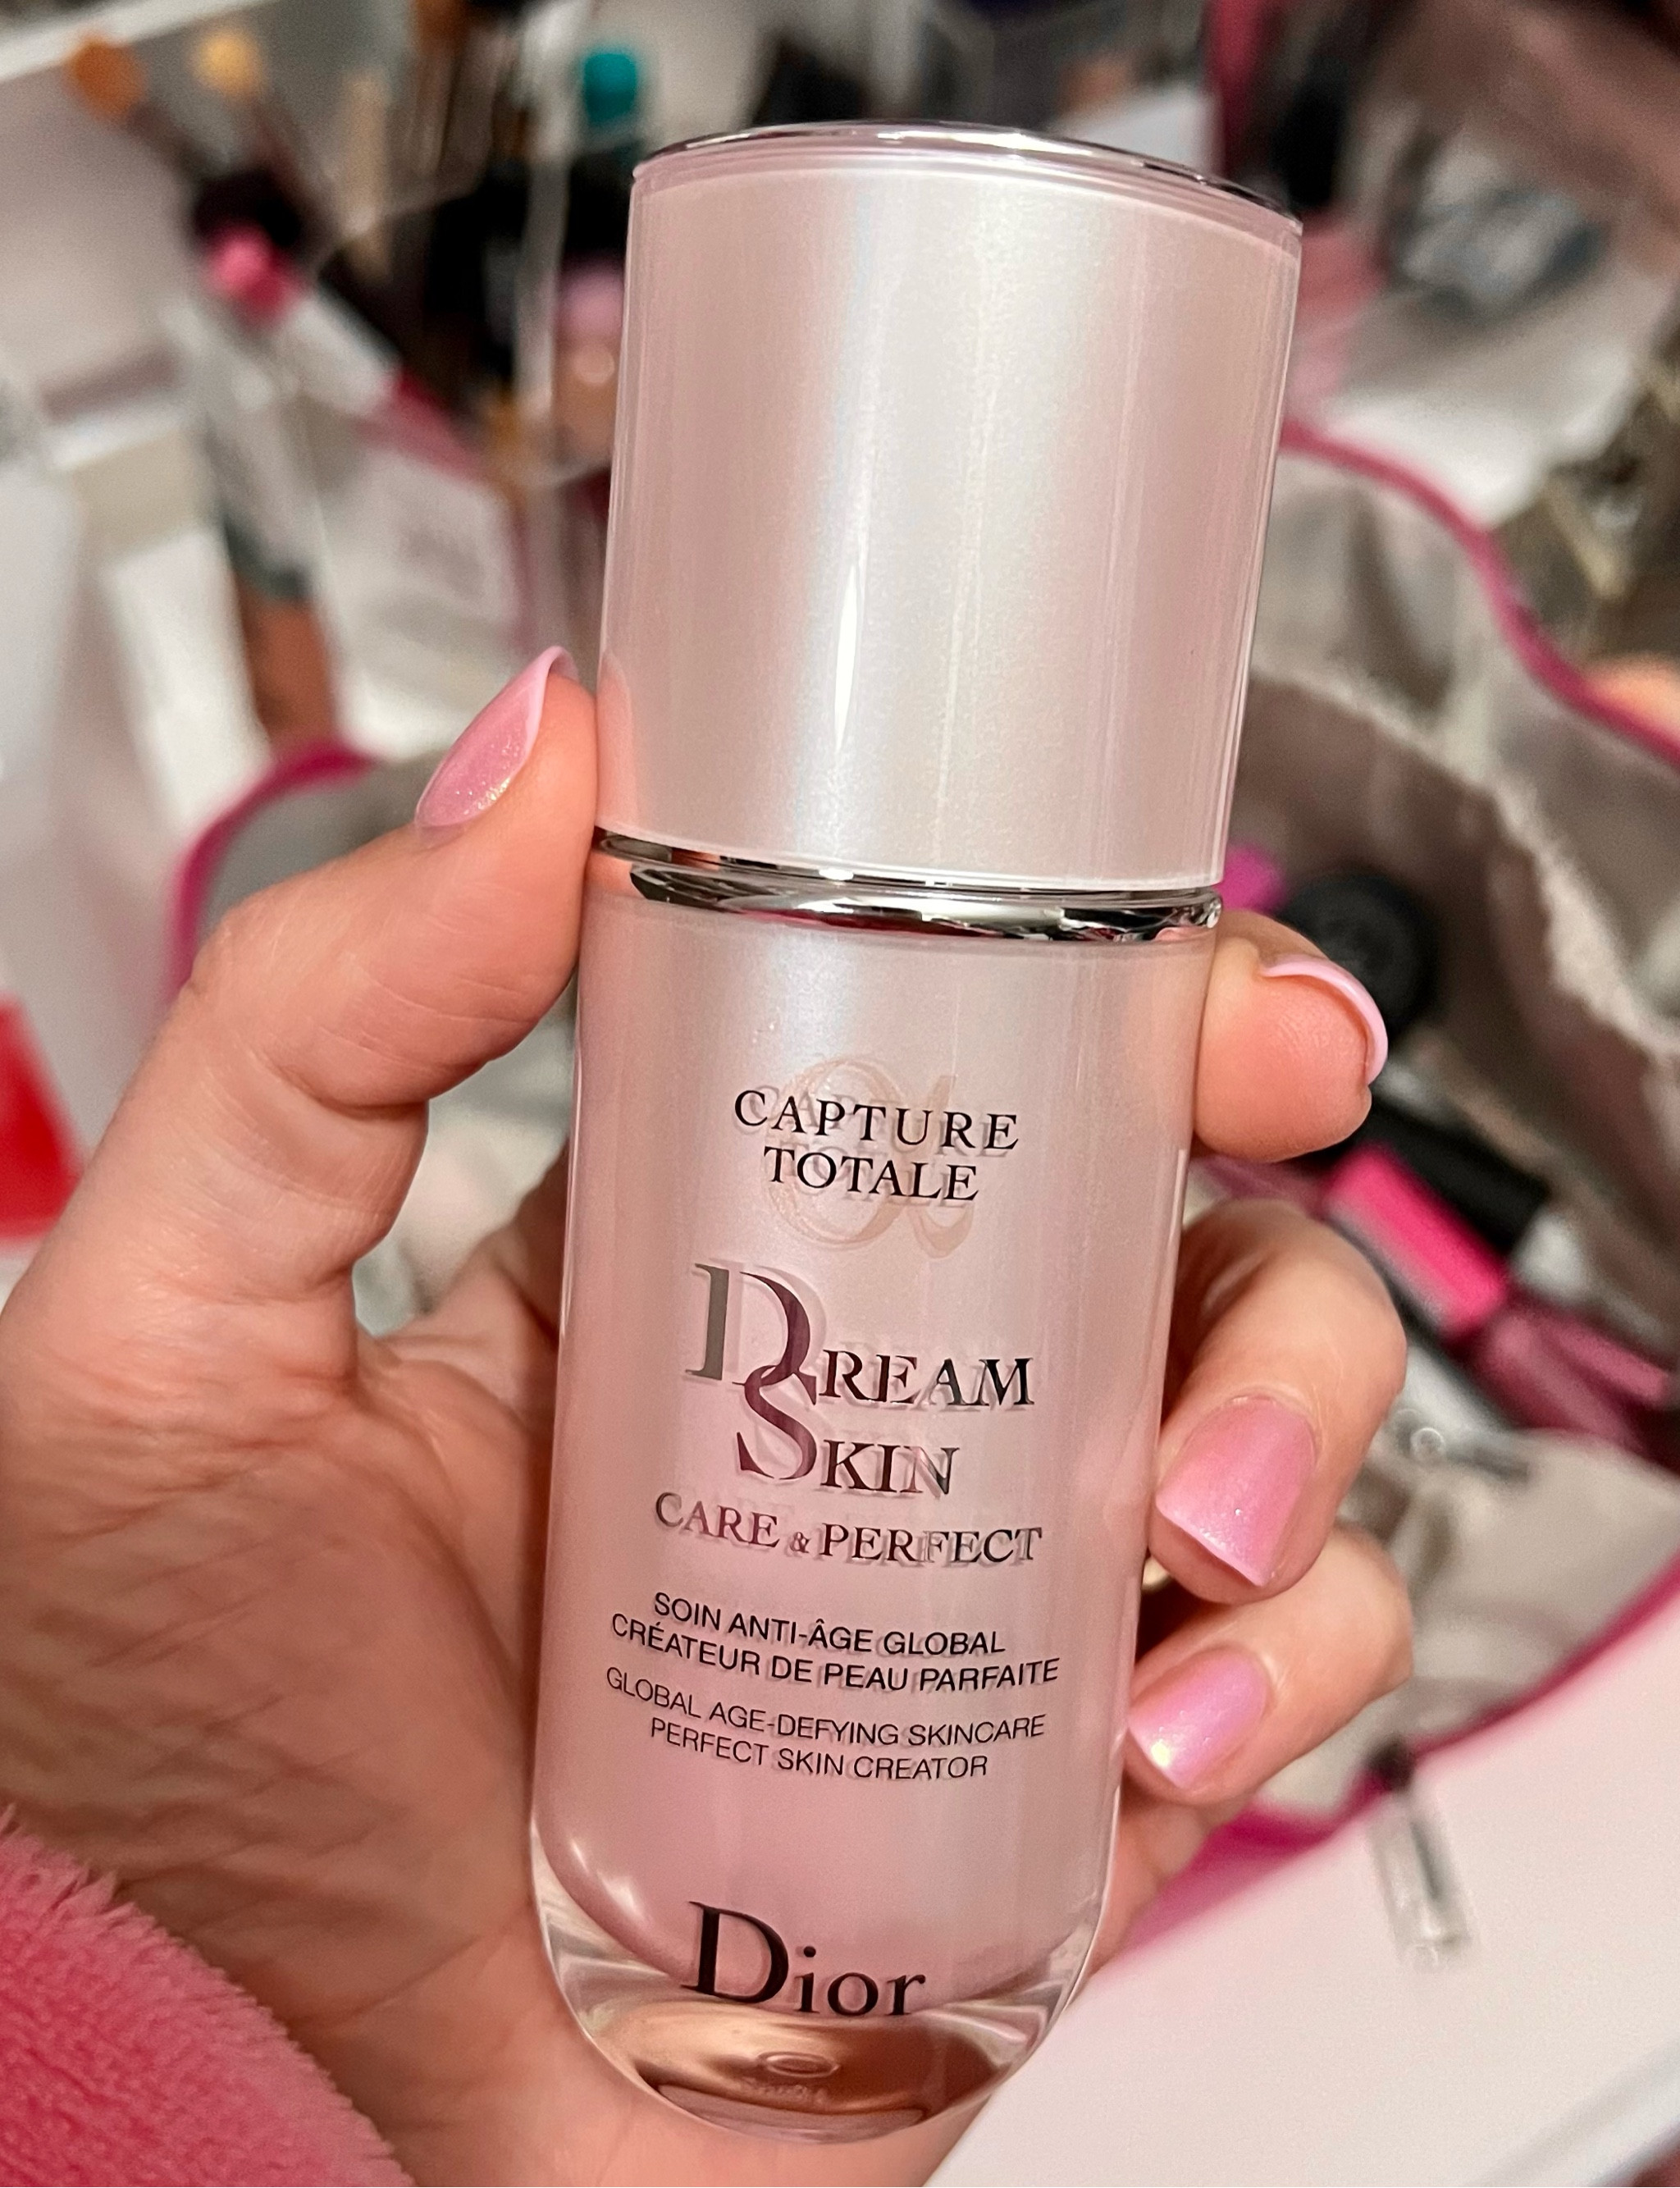 CAPTURE
TOTALE
DREAM
SKIN
CARE & PERFECT
SOIN ANTI-ÂGE GLOBAL
CRÉATEUR DE PEAU PARFAITE
GLOBAL AGE-DEFYING SKINCARE
PERFECT SKIN CREATOR
Dior